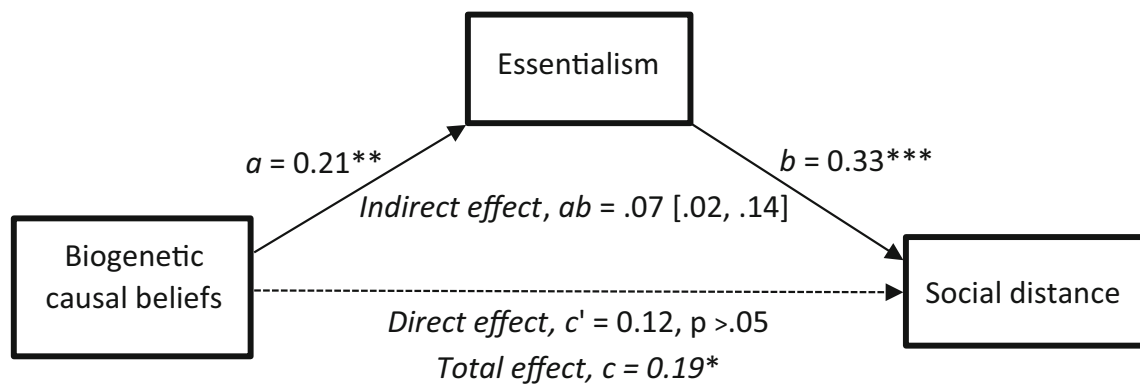 Essentialism
a = 0.21**
b = 0.33***
Indirect effect, ab = .07 [.02, .14]
Biogenetic
causal beliefs
Social distance
Direct effect, c' = 0.12, p >.05
Total effect, c = 0.19*